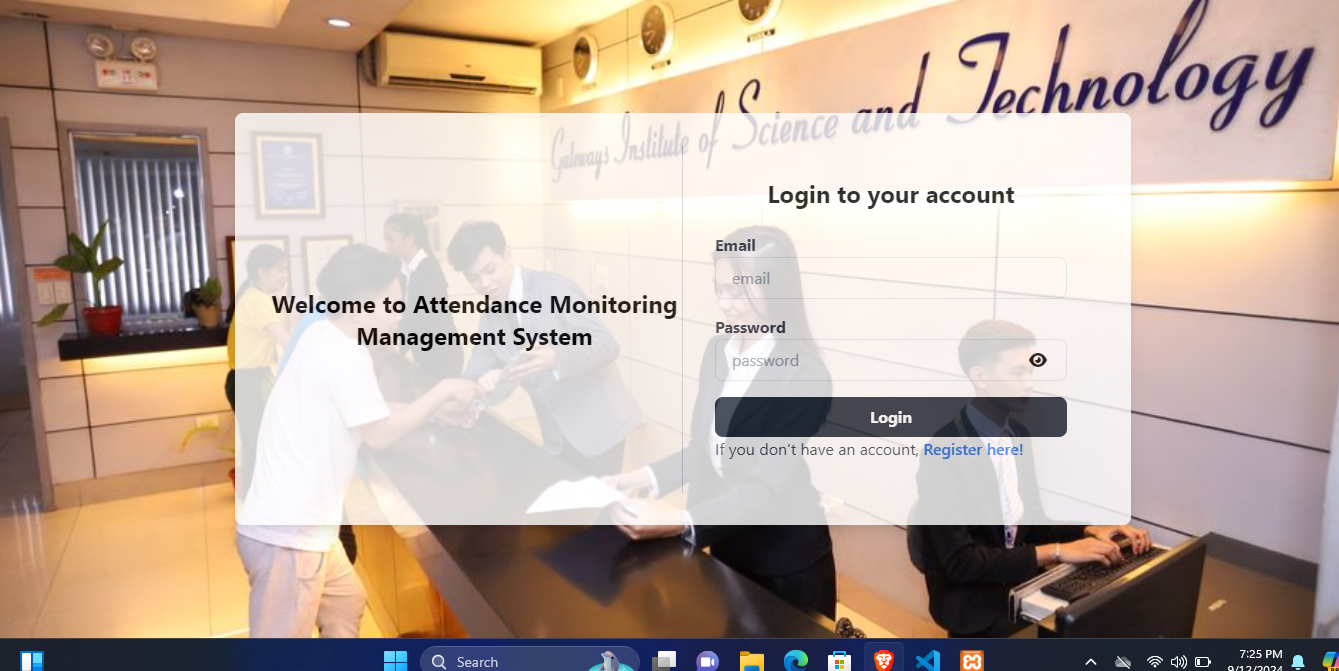 Gateways Institute of Science and Technology
Welcome to Attendance Monitoring
Management System
Login to your account
Email
email
Password
password
Login
If you don't have an account, Register here!
Search
7:25 PM
9/12/2024